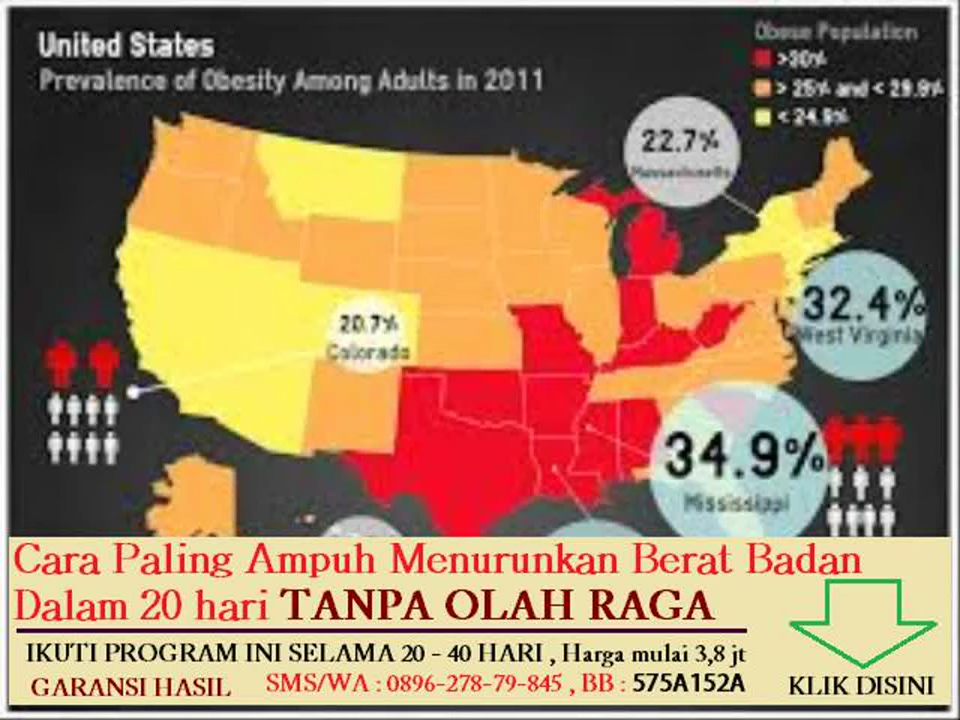 United States
Prevalence of Obesity Among Adults in 2011
Obese Population
>30%
> 25% and < 29.9%
< 24.9%
22.7%
Massachusetts
32.4%
West Virginia
20.7%
Colorado
34.9%
Mississippi
Cara Paling Ampuh Menurunkan Berat Badan
Dalam 20 hari TANPA OLAH RAGA
IKUTI PROGRAM INI SELAMA 20 - 40 HARI , Harga mulai 3,8 jt
GARANSI HASIL SMS/WA : 0896-278-79-845 , BB : 575A152A
KLIK DISINI